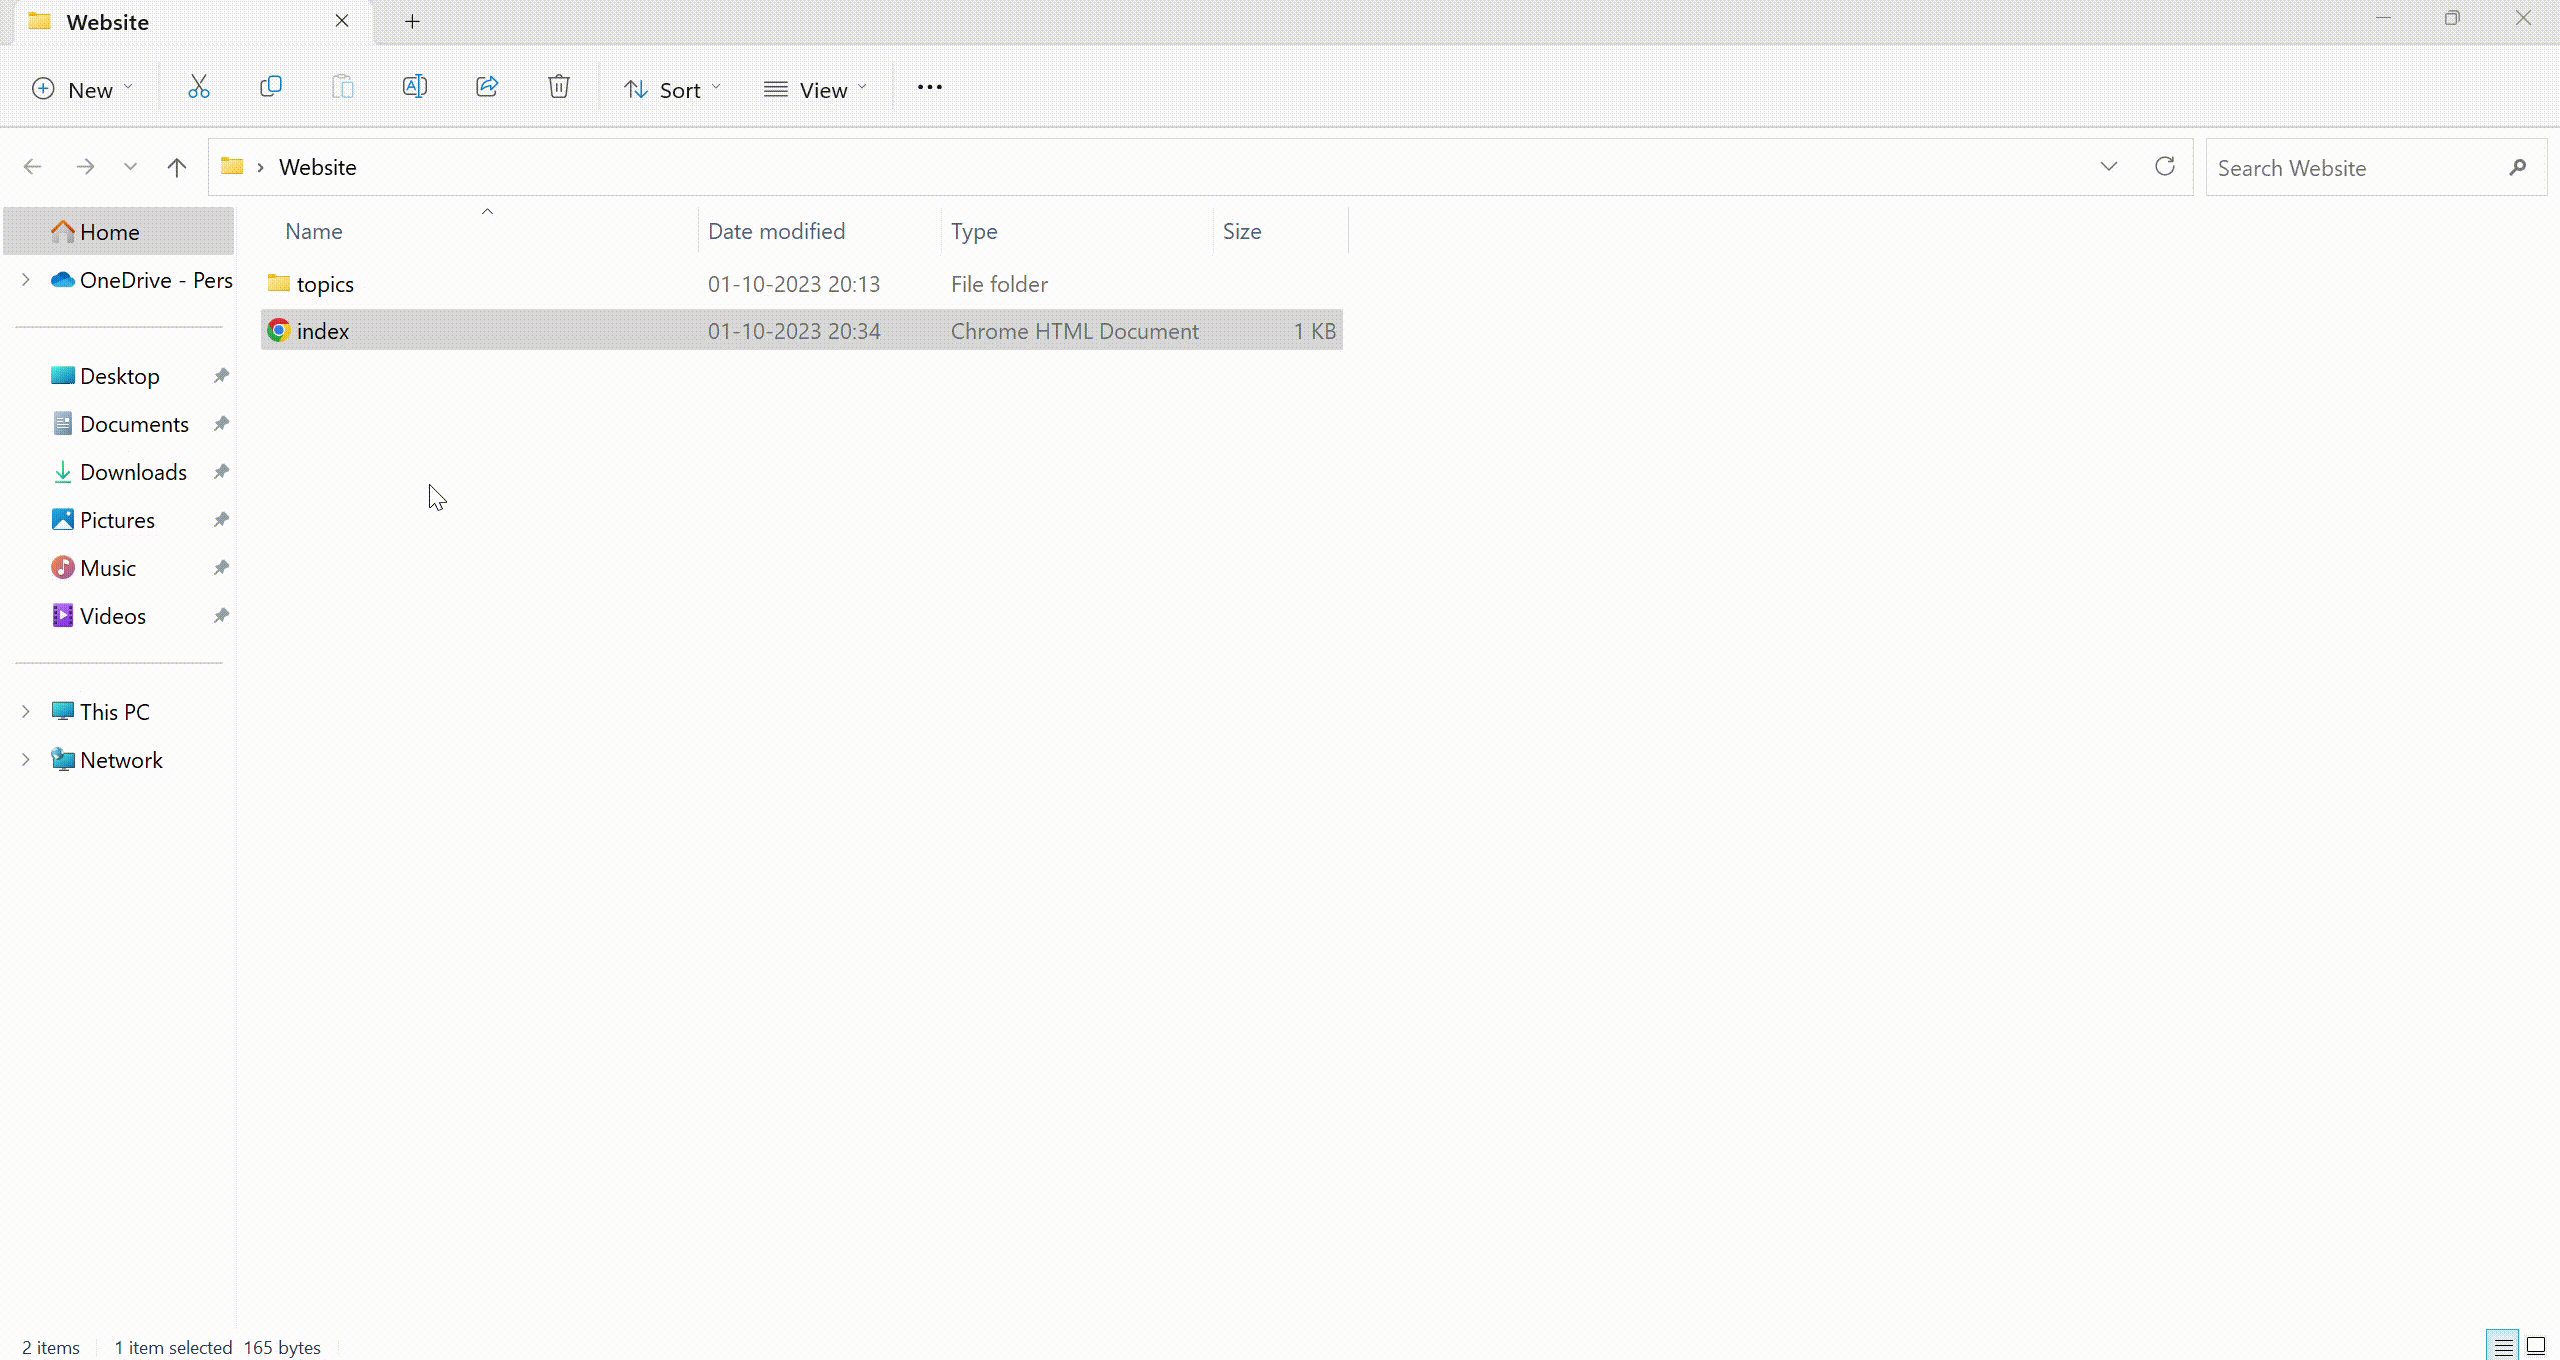 Website
New
Sort
View
Website
Search Website
Home
OneDrive - Pers
Desktop
Documents
Downloads
Pictures
Music
Videos
This PC
Network
Name Date modified Type Size
topics 01-10-2023 20:13 File folder
index 01-10-2023 20:34 Chrome HTML Document 1 KB
2 items 1 item selected 165 bytes